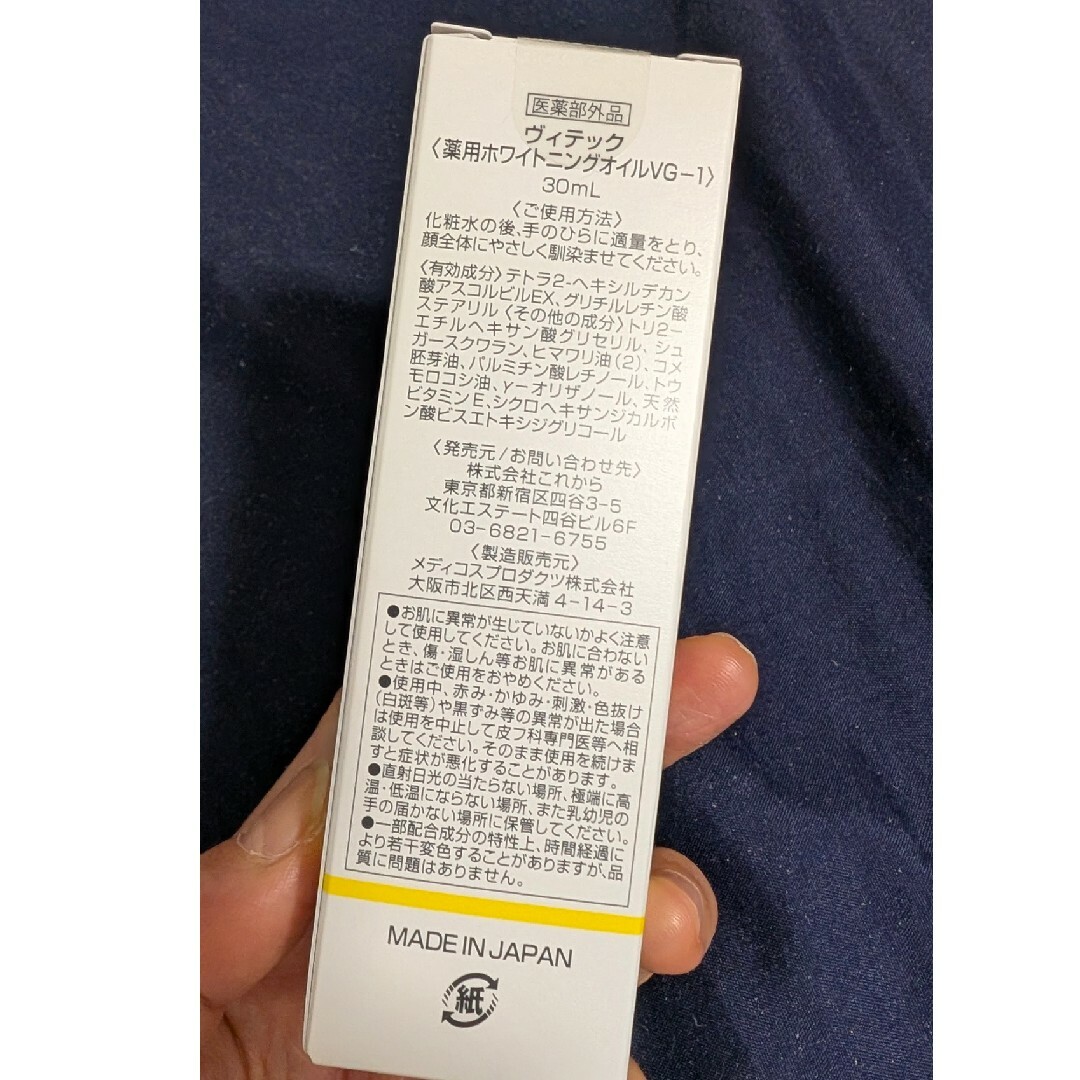 医薬部外品
ヴィテック
〈薬用ホワイトニングオイルVG-1〉
30mL
〈ご使用方法〉
化粧水の後、手のひらに適量をとり、
顔全体にやさしく馴染ませてください。
〈有効成分〉テトラ2-ヘキシルデカン
酸アスコルビルEX、グリチルレチン酸
ステアリル〈その他の成分〉トリ2-
エチルヘキサン酸グリセリル、シュ
ガースクワラン、ヒマワリ油(2)、コメ
胚芽油、パルミチン酸レチノール、トウ
モロコシ油、γ-オリザノール、天然
ビタミンE、シクロヘキサンジカルボ
ン酸ビスエトキシジグリコール
〈発売元/お問い合わせ先〉
株式会社これから
東京都新宿区四谷3-5
文化エステート四谷ビル6F
03-6821-6755
〈製造販売元〉
メディコスプロダクツ株式会社
大阪市北区西天満4-14-3
●お肌に異常が生じていないかよく注意
して使用してください。お肌に合わない
とき、傷・湿しん等お肌に異常がある
ときはご使用をおやめください。
●使用中、赤み・かゆみ・刺激・色抜け
(白斑等)や黒ずみ等の異常が出た場合
は使用を中止して皮フ科専門医等へ相
談してください。そのまま使用を続けま
すと症状が悪化することがあります。
●直射日光の当たらない場所、極端に高
温・低温にならない場所、また乳幼児の
手の届かない場所に保管してください。
●一部配合成分の特性上、時間経過に
より若干変色することがありますが、品
質に問題はありません。
MADE IN JAPAN
紙